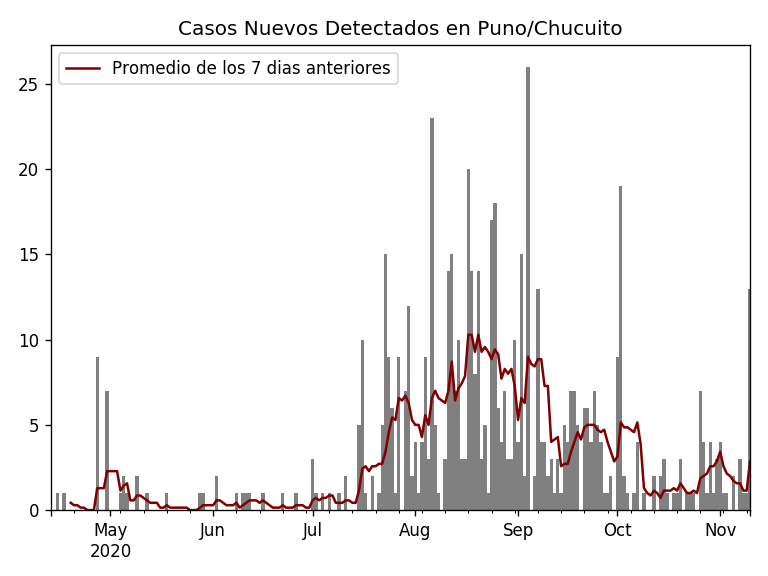 Casos Nuevos Detectados en Puno/Chucuito
Promedio de los 7 dias anteriores
25
20
15
10
5
0
May Jun Jul Aug Sep Oct Nov
2020